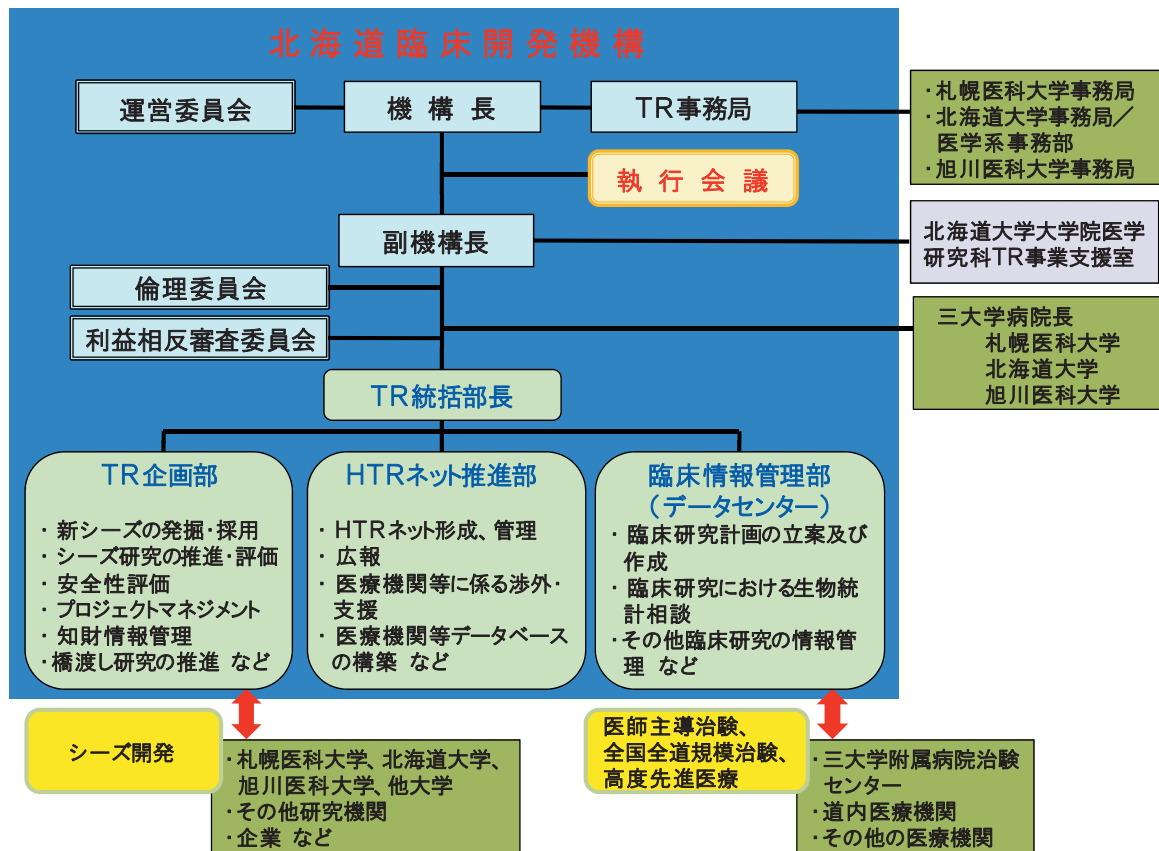 北海道臨床開発機構
運営委員会
機構長
TR事務局
・札幌医科大学事務局
・北海道大学事務局／
医学系事務部
・旭川医科大学事務局
執行会議
副機構長
北海道大学大学院医学
研究科TR事業支援室
倫理委員会
利益相反審査委員会
三大学病院長
札幌医科大学
北海道大学
旭川医科大学
TR統括部長
TR企画部
・新シーズの発掘・採用
・シーズ研究の推進・評価
・安全性評価
・プロジェクトマネジメント
・知財情報管理
・橋渡し研究の推進 など
HTRネット推進部
・HTRネット形成、管理
・広報
・医療機関等に係る渉外・
支援
・医療機関等データベース
の構築 など
臨床情報管理部
（データセンター）
・臨床研究計画の立案及び
作成
・臨床研究における生物統
計相談
・その他臨床研究の情報管
理 など
シーズ開発
・札幌医科大学、北海道大学、
旭川医科大学、他大学
・その他研究機関
・企業 など
医師主導治験、
全国全道規模治験、
高度先進医療
・三大学附属病院治験
センター
・道内医療機関
・その他の医療機関